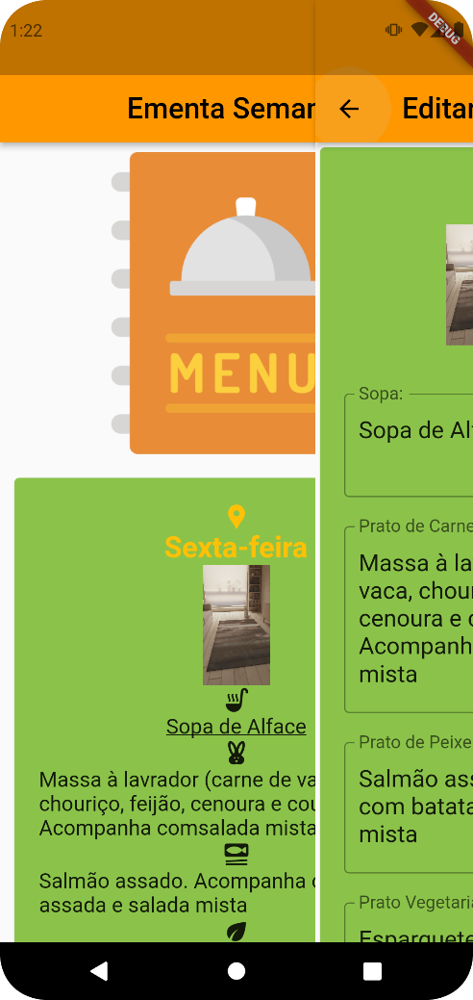 1:22
DEBUG
Ementa Seman
Editar
MENU
Sexta-feira
Sopa de Alface
Massa à lavrador (carne de va
chouriço, feijão, cenoura e cou
Acompanha comsalada mista
Salmão assado. Acompanha
assada e salada mista
Sopa:
Sopa de Alf
Prato de Carne
Massa à la
vaca, chour
cenoura e c
Acompanh
mista
Prato de Peixe
Salmão ass
com batata
mista
Prato Vegetaria
Esparguete